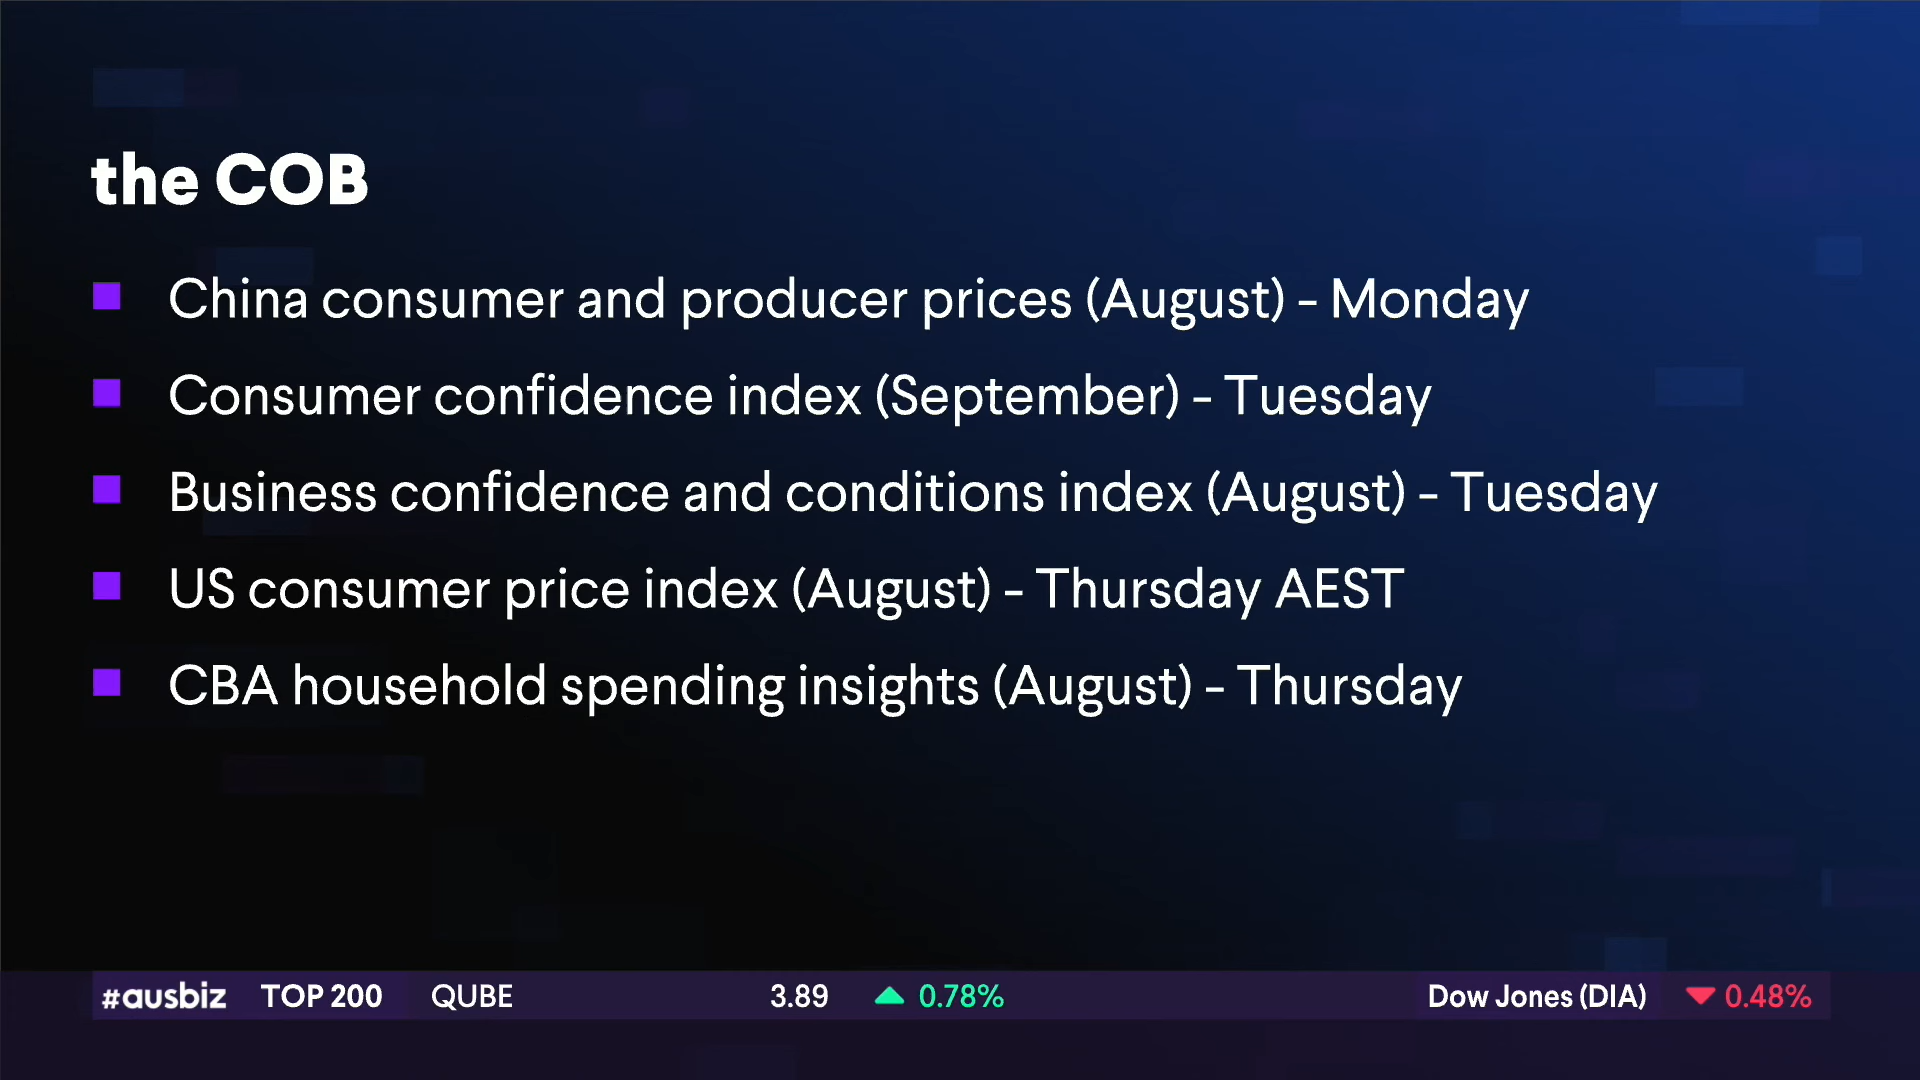 the COB
China consumer and producer prices (August) - Monday
Consumer confidence index (September) - Tuesday
Business confidence and conditions index (August) - Tuesday
US consumer price index (August) - Thursday AEST
CBA household spending insights (August) - Thursday
#ausbiz TOP 200 QUBE 3.89 ▲ 0.78% Dow Jones (DIA) ▼ 0.48%